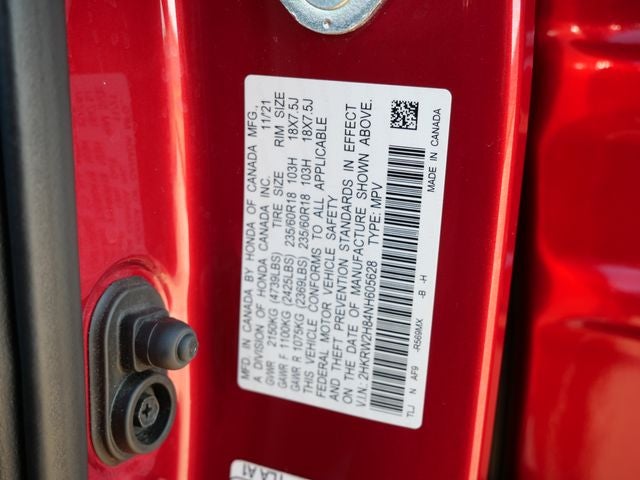 MFD. IN CANADA BY HONDA OF CANADA MFG.,
A DIVISION OF HONDA CANADA INC. 11/21
GVWR 2150KG (4739LBS) TIRE SIZE RIM SIZE
GAWR F 1100KG (2425LBS) 235/60R18 103H 18X7.5J
GAWR R 1075KG (2369LBS) 235/60R18 103H 18X7.5J
THIS VEHICLE CONFORMS TO ALL APPLICABLE
FEDERAL MOTOR VEHICLE SAFETY
AND THEFT PREVENTION STANDARDS IN EFFECT
ON THE DATE OF MANUFACTURE SHOWN ABOVE.
V.I.N.: 2HKRW2H84NH605628 TYPE: MPV
TLJ N AF9 -R569MX -B -H MADE IN CANADA